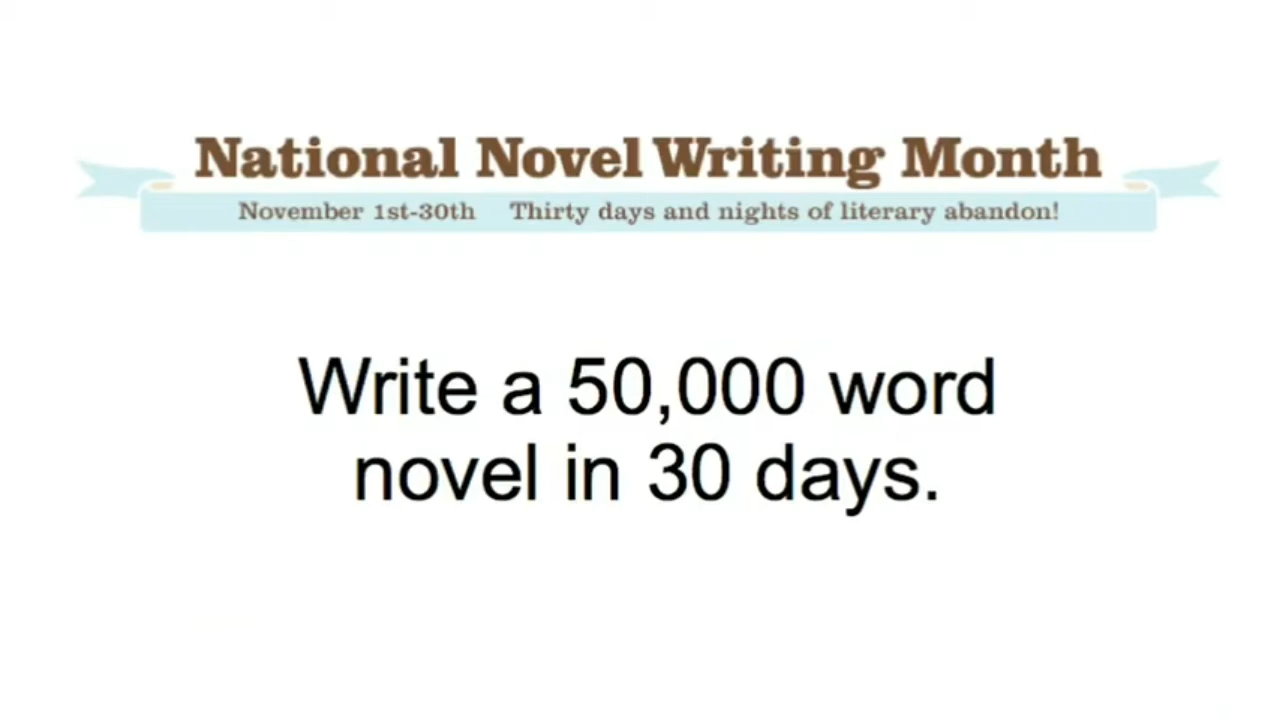 National Novel Writing Month
November 1st-30th Thirty days and nights of literary abandon!
Write a 50,000 word
novel in 30 days.